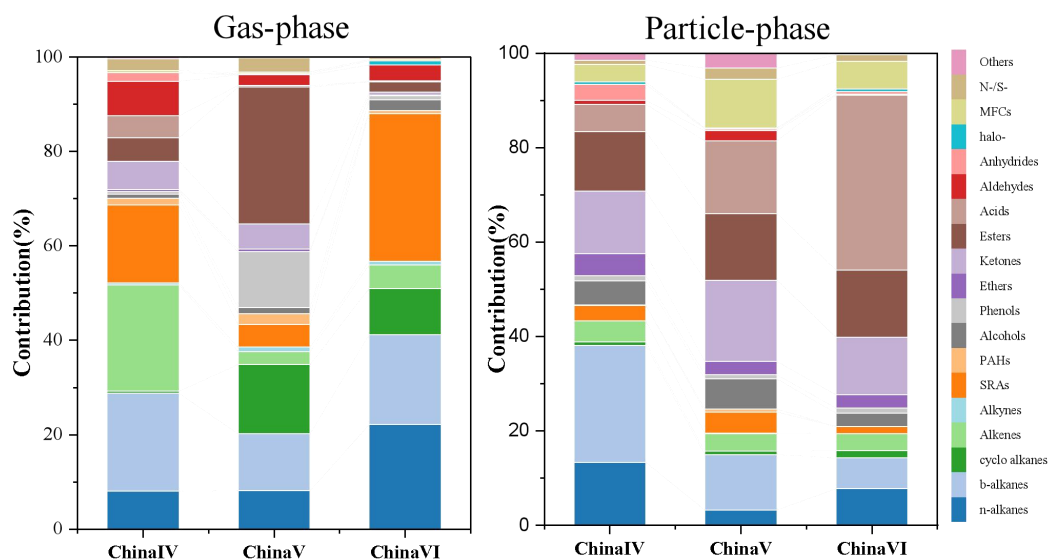 Gas-phase
Particle-phase
Contribution(%)
100
80
60
40
20
0
ChinaIV
ChinaV
ChinaVI
Contribution(%)
100
80
60
40
20
0
ChinaIV
ChinaV
ChinaVI
Others
N-/S-
MFCs
halo-
Anhydrides
Aldehydes
Acids
Esters
Ketones
Ethers
Phenols
Alcohols
PAHs
SRAs
Alkynes
Alkenes
cyclo alkanes
b-alkanes
n-alkanes